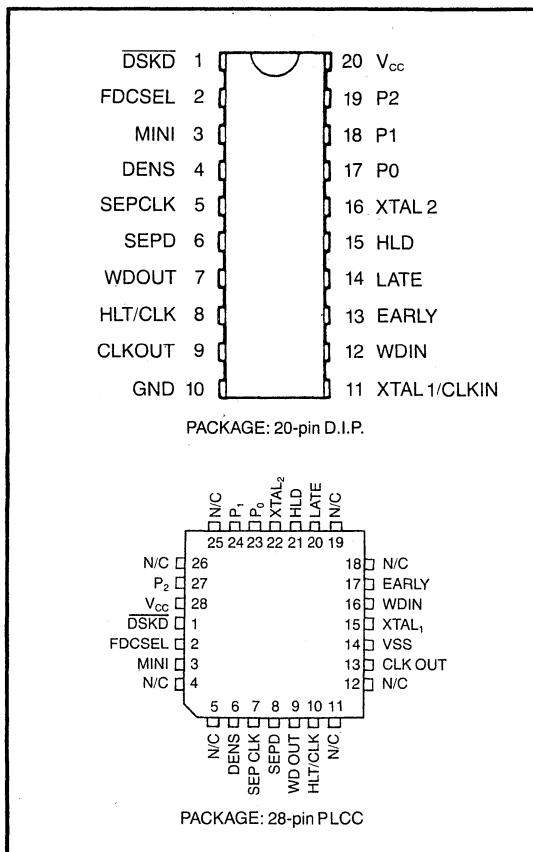 DSKD 1 20 VCC
FDCSEL 2 19 P2
MINI 3 18 P1
DENS 4 17 P0
SEPCLK 5 16 XTAL 2
SEPD 6 15 HLD
WDOUT 7 14 LATE
HLT/CLK 8 13 EARLY
CLKOUT 9 12 WDIN
GND 10 11 XTAL 1/CLKIN
PACKAGE: 20-pin D.I.P.
N/C P1 P0 XTAL2 HLD LATE N/C
25 24 23 22 21 20 19
N/C 26 18 N/C
P2 27 17 EARLY
VCC 28 16 WDIN
DSKD 1 15 XTAL1
FDCSEL 2 14 VSS
MINI 3 13 CLK OUT
N/C 4 12 N/C
5 6 7 8 9 10 11
N/C DENS SEP CLK SEPD WD OUT HLT/CLK N/C
PACKAGE: 28-pin PLCC